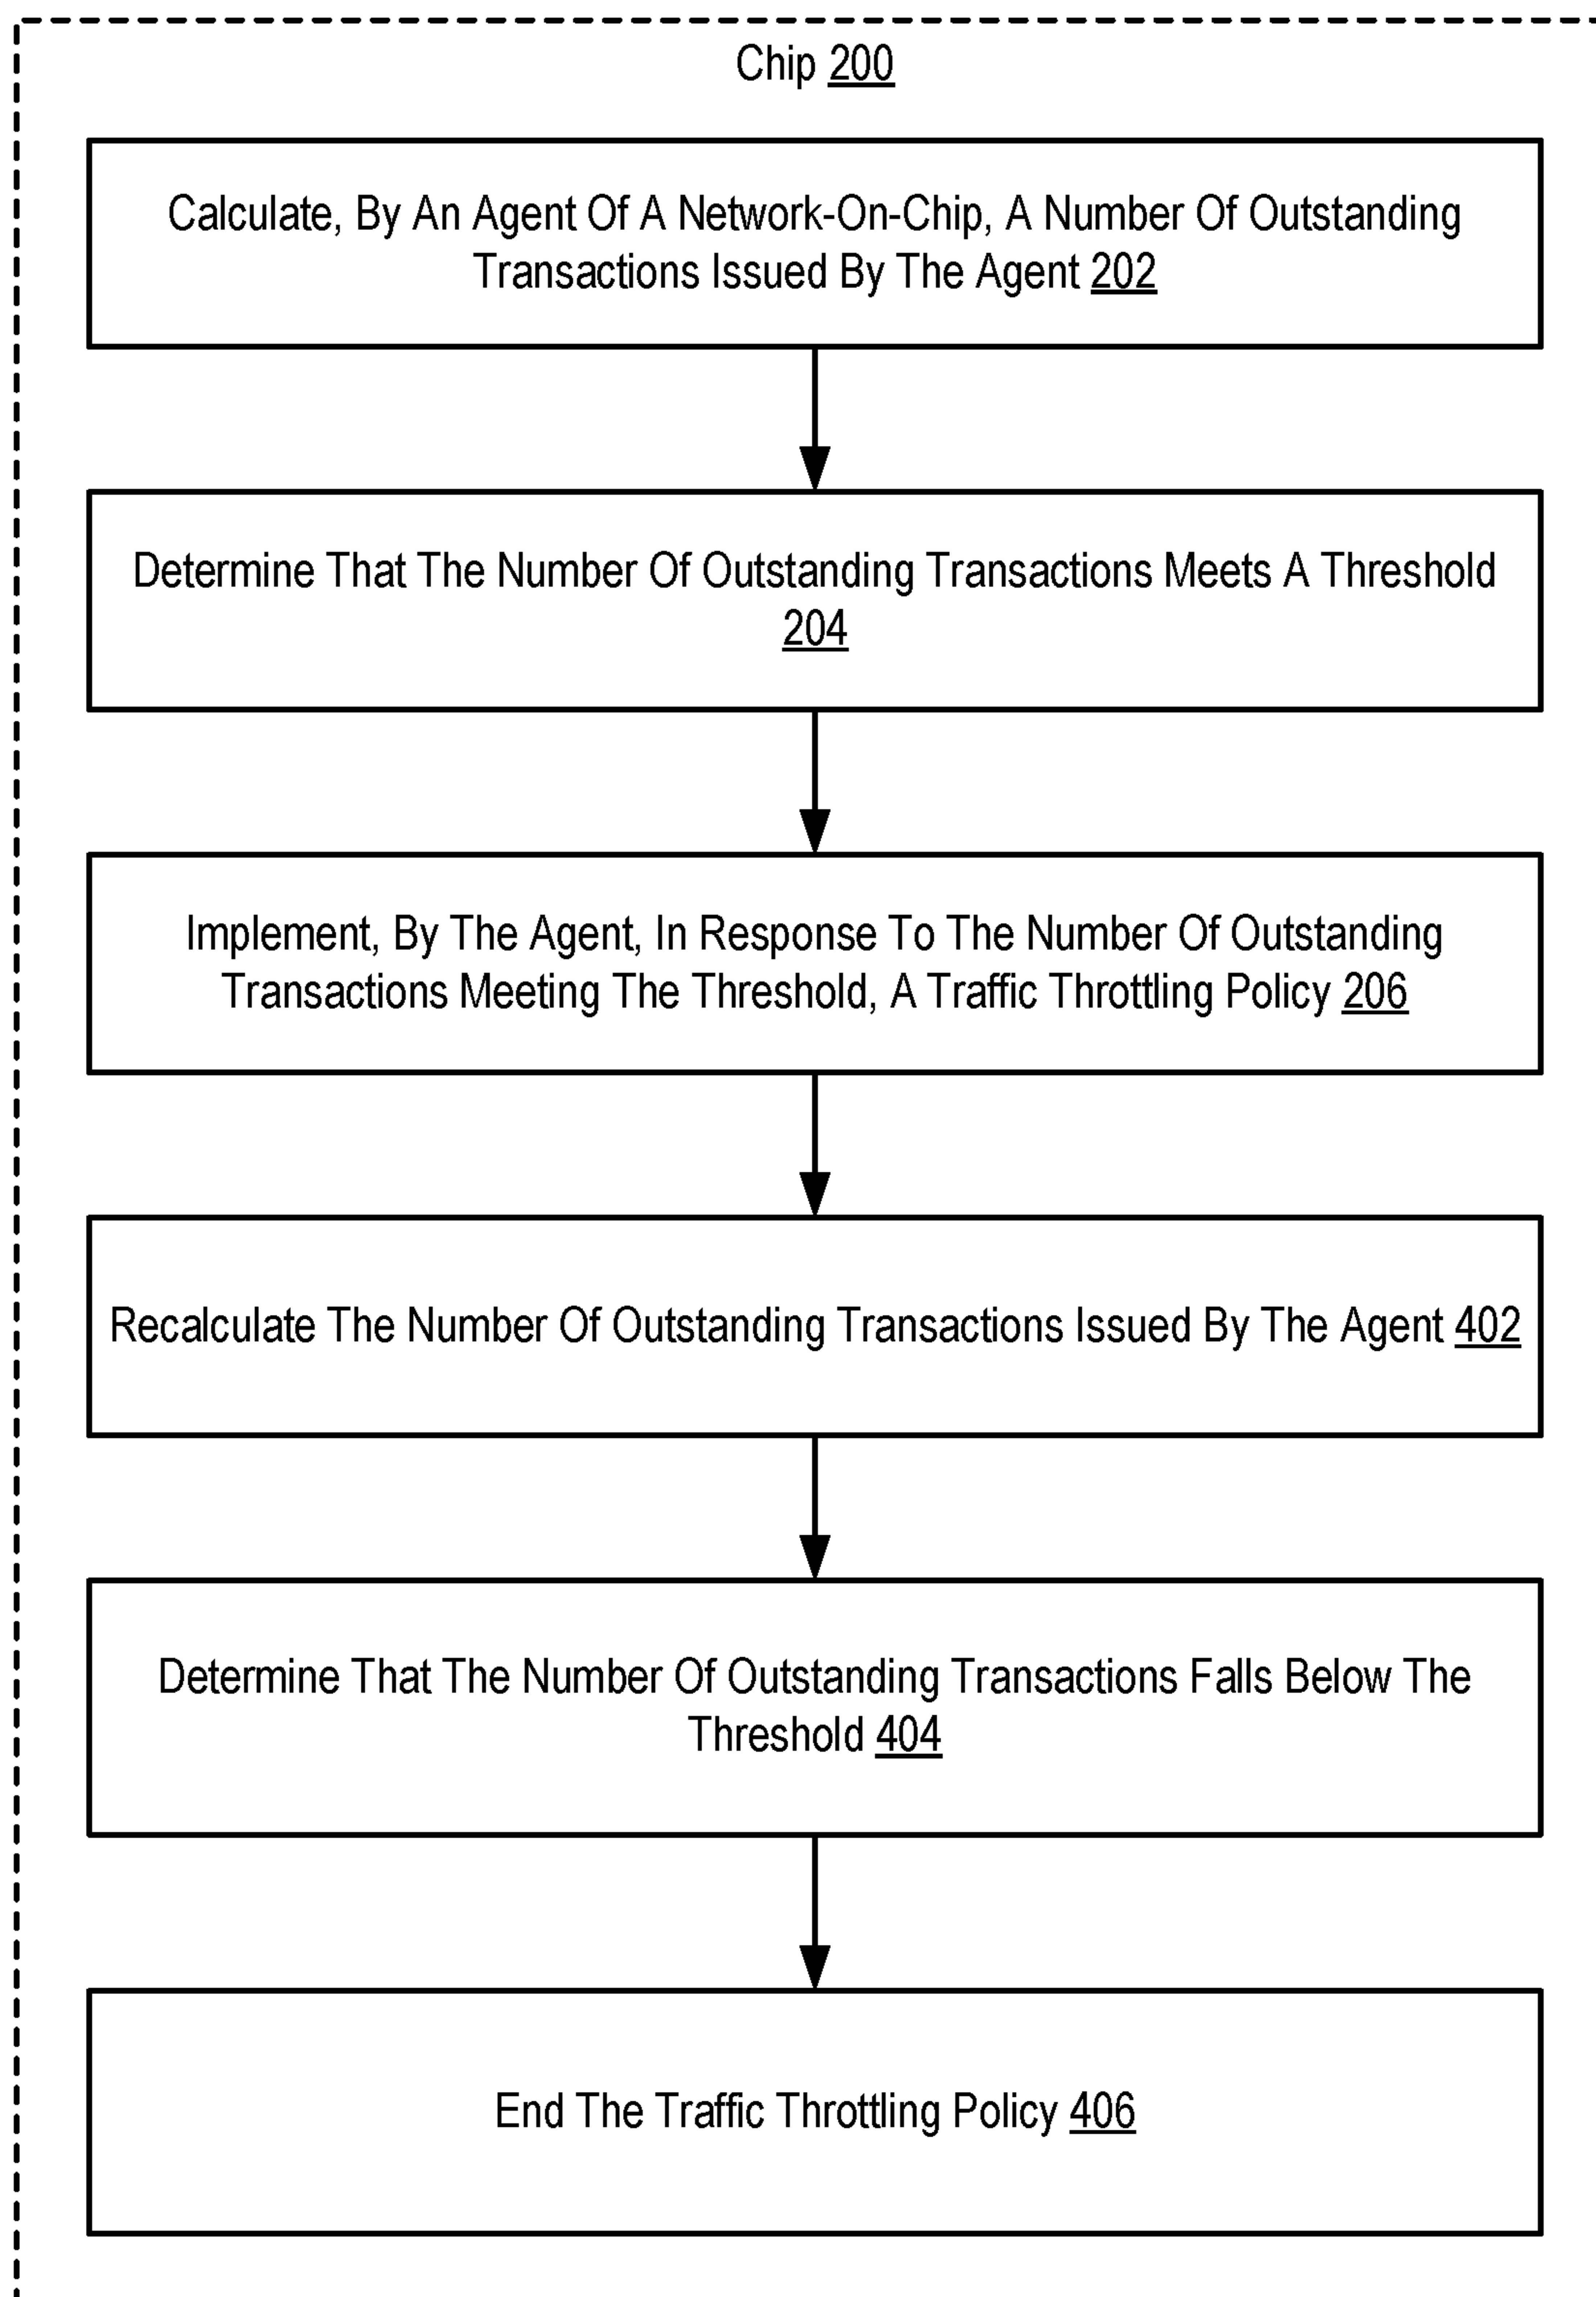 Chip 200
Calculate, By An Agent Of A Network-On-Chip, A Number Of Outstanding
Transactions Issued By The Agent 202
Determine That The Number Of Outstanding Transactions Meets A Threshold
204
Implement, By The Agent, In Response To The Number Of Outstanding
Transactions Meeting The Threshold, A Traffic Throttling Policy 206
Recalculate The Number Of Outstanding Transactions Issued By The Agent 402
Determine That The Number Of Outstanding Transactions Falls Below The
Threshold 404
End The Traffic Throttling Policy 406